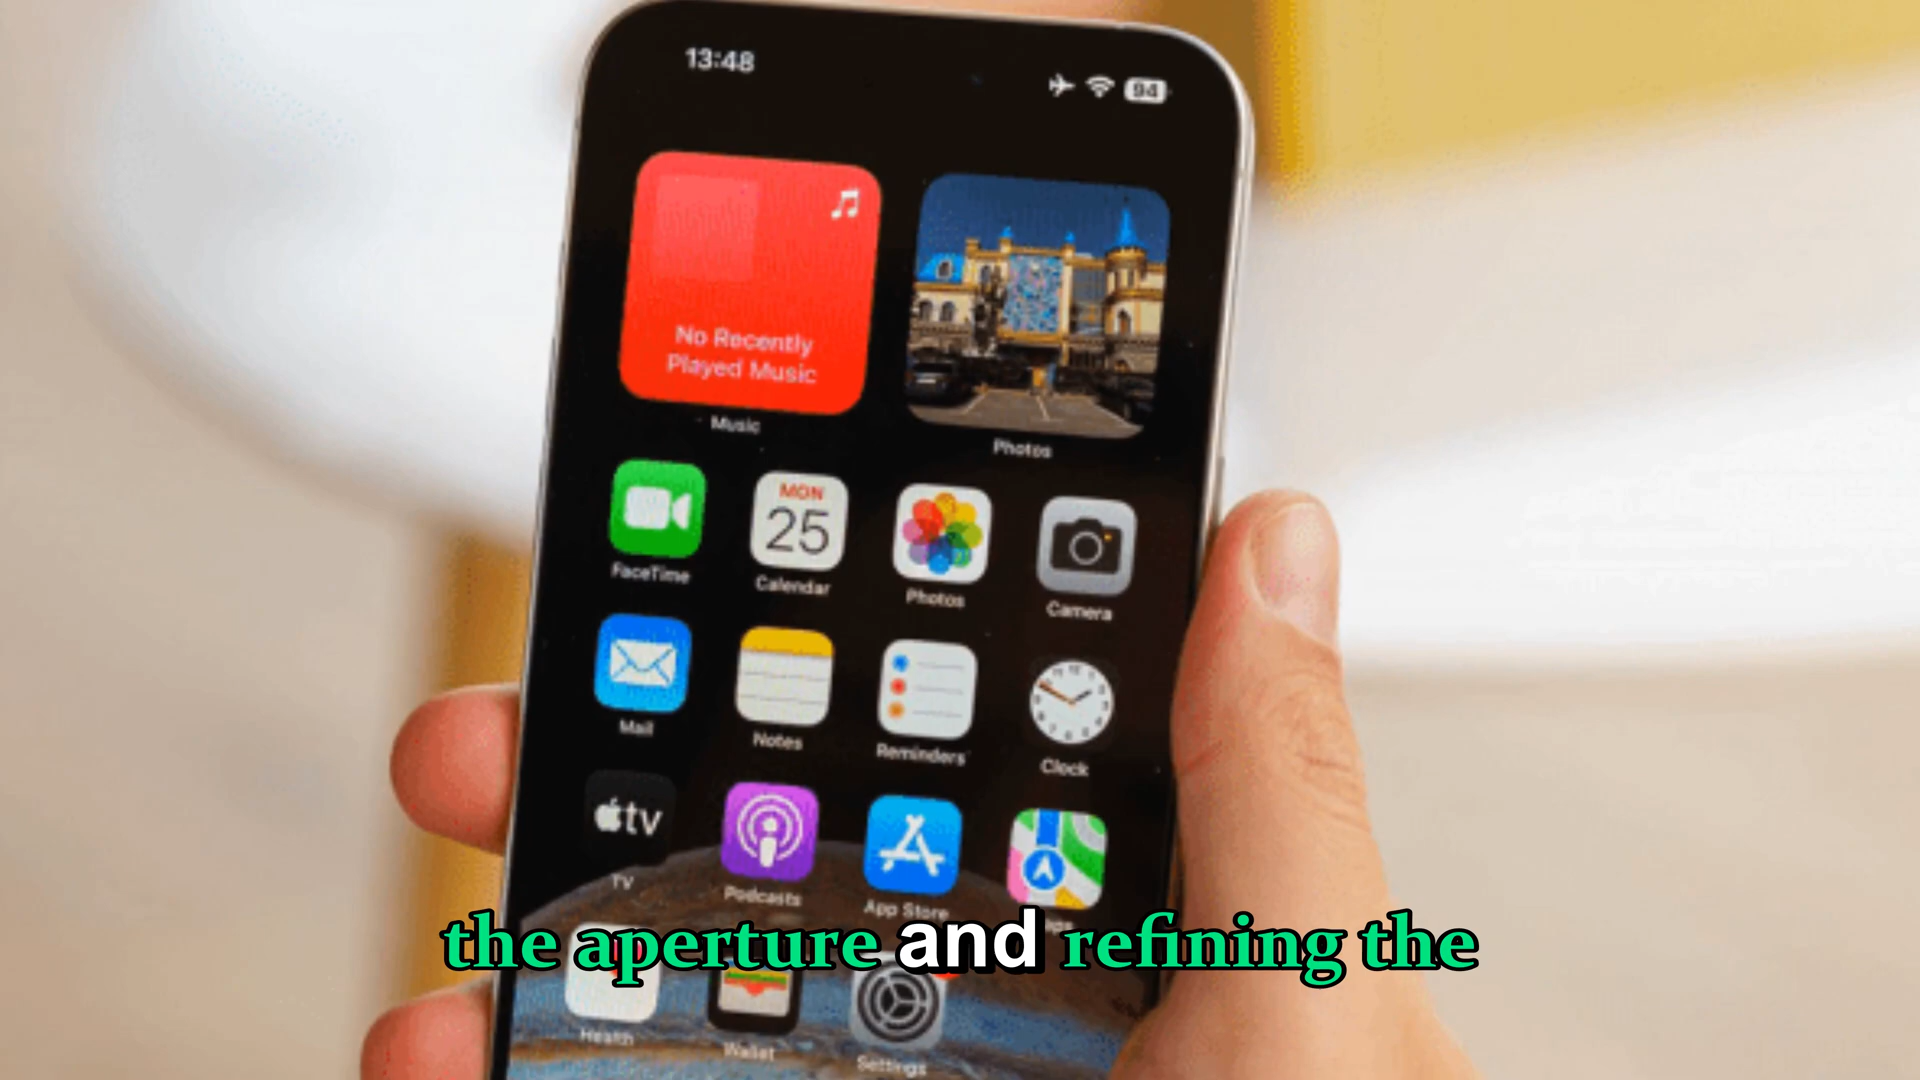 13:48
94
No Recently
Played Music
Music
Photos
MON
25
FaceTime
Calendar
Photos
Camera
Mail
Notes
Reminders
Clock
tv
TV
Podcasts
App Store
the aperture and refining the
Health
Wallet
Settings